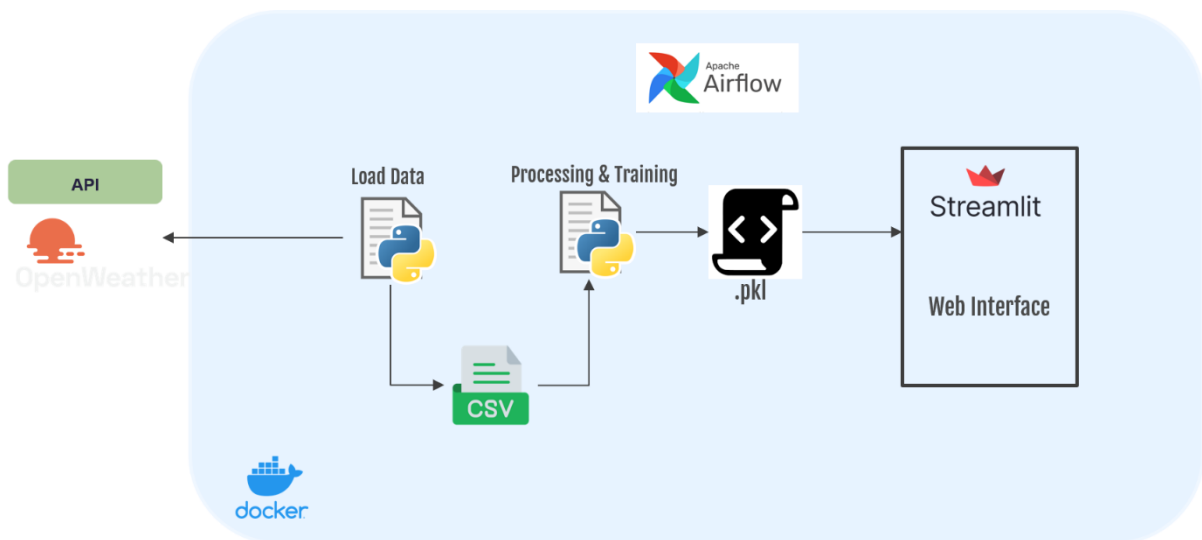 Apache
Airflow
API
OpenWeather
Load Data
Processing & Training
Streamlit
Web Interface
.pkl
CSV
docker